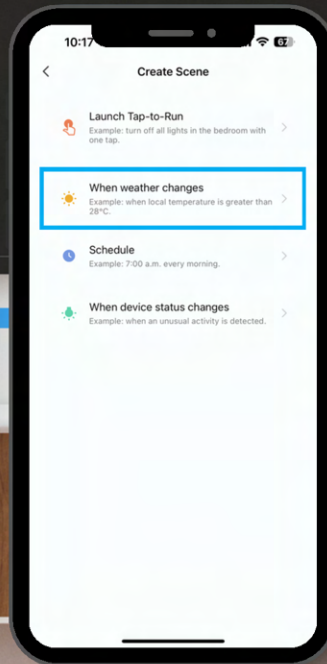 10:17
67
Create Scene
Launch Tap-to-Run
Example: turn off all lights in the bedroom with
one tap.
When weather changes
Example: when local temperature is greater than
28°C.
Schedule
Example: 7:00 a.m. every morning.
When device status changes
Example: when an unusual activity is detected.